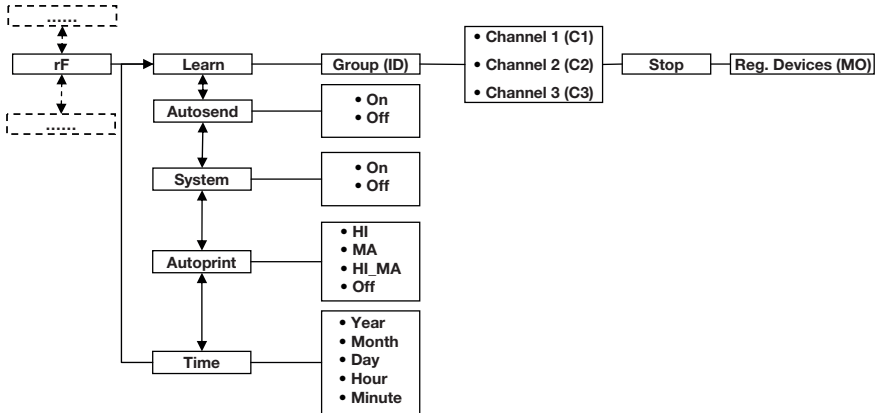 ......
rF
......
Learn
Group (ID)
• Channel 1 (C1)
• Channel 2 (C2)
• Channel 3 (C3)
Stop
Reg. Devices (MO)
Autosend
• On
• Off
System
• On
• Off
Autoprint
• HI
• MA
• HI_MA
• Off
Time
• Year
• Month
• Day
• Hour
• Minute